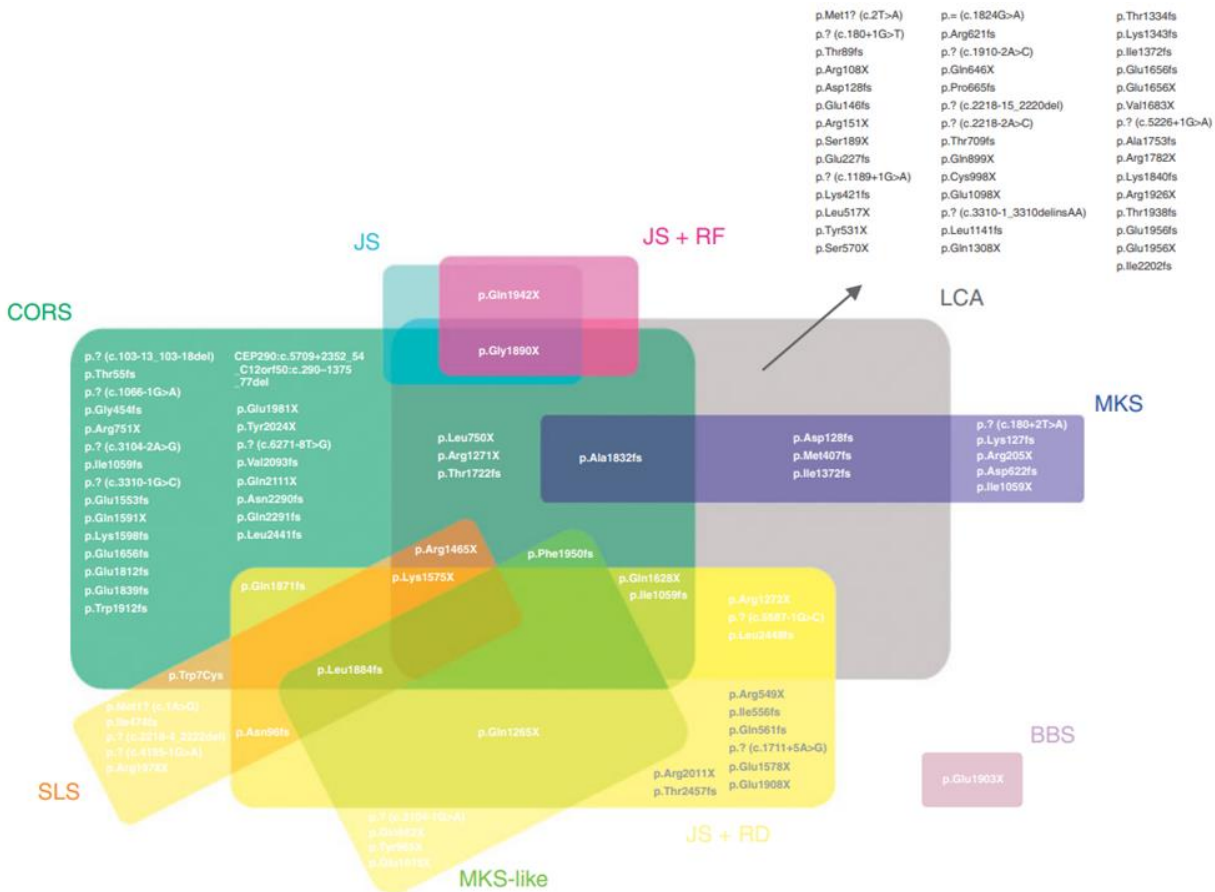 p.Met1? (c.2T>A)
p.? (c.180+1G>T)
p.Thr89fs
p.Arg108X
p.Asp128fs
p.Glu146fs
p.Arg151X
p.Ser189X
p.Glu227fs
p.? (c.1189+1G>A)
p.Lys421fs
p.Leu517X
p.Tyr531X
p.Ser570X
p.= (c.1824G>A)
p.Arg621fs
p.? (c.1910-2A>C)
p.Gln646X
p.Pro665fs
p.? (c.2218-15_2220del)
p.? (c.2218-2A>C)
p.Thr709fs
p.Gln899X
p.Cys998X
p.Glu1098X
p.? (c.3310-1_3310delinsAA)
p.Leu1141fs
p.Gln1308X
p.Thr1334fs
p.Lys1343fs
p.Ile1372fs
p.Glu1656fs
p.Glu1656X
p.Val1683X
p.? (c.5226+1G>A)
p.Ala1753fs
p.Arg1782X
p.Lys1840fs
p.Arg1926X
p.Thr1938fs
p.Glu1956fs
p.Glu1956X
p.Ile2202fs
JS
JS + RF
LCA
CORS
MKS
p.Gln1942X
p.Gly1890X
p.? (c.103-13_103-18del)
p.Thr55fs
p.? (c.1066-1G>A)
p.Gly454fs
p.Arg751X
p.? (c.3104-2A>G)
p.Ile1059fs
p.? (c.3310-1G>C)
p.Glu1553fs
p.Gln1591X
p.Lys1598fs
p.Glu1656fs
p.Glu1812fs
p.Glu1839fs
p.Trp1912fs
CEP290:c.5709+2352_54
_C12orf50:c.290–1375
_77del
p.Glu1981X
p.Tyr2024X
p.? (c.6271-8T>G)
p.Val2093fs
p.Gln2111X
p.Asn2290fs
p.Gln2291fs
p.Leu2441fs
p.Leu750X
p.Arg1271X
p.Thr1722fs
p.Ala1832fs
p.Asp128fs
p.Met407fs
p.Ile1372fs
p.? (c.180+2T>A)
p.Lys127fs
p.Arg205X
p.Asp622fs
p.Ile1059X
p.Arg1465X
p.Phe1950fs
p.Lys1575X
p.Gln1871fs
p.Gln1628X
p.Ile1059fs
p.Arg1272X
p.Leu2448fs
p.Trp7Cys
p.Leu1884fs
p.Met1? (c.1A>G)
p.Asn96fs
p.Gln1265X
p.Arg549X
p.Ile556fs
p.Gln561fs
p.? (c.1711+5A>G)
p.Glu1578X
p.Glu1908X
p.Arg2011X
p.Thr2457fs
BBS
p.Glu1903X
SLS
JS + RD
MKS-like